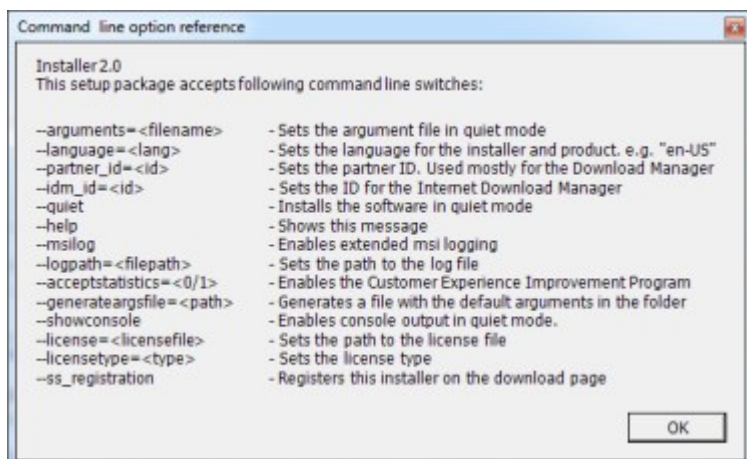 Command line option reference
Installer 2.0
This setup package accepts following command line switches:
--arguments=<filename> - Sets the argument file in quiet mode
--language=<lang> - Sets the language for the installer and product. e.g. "en-US"
--partner_id=<id> - Sets the partner ID. Used mostly for the Download Manager
--idm_id=<id> - Sets the ID for the Internet Download Manager
--quiet - Installs the software in quiet mode
--help - Shows this message
--msilog - Enables extended msi logging
--logpath=<filepath> - Sets the path to the log file
--acceptstatistics=<0/1> - Enables the Customer Experience Improvement Program
--generateargsfile=<path> - Generates a file with the default arguments in the folder
--showconsole - Enables console output in quiet mode.
--license=<licensefile> - Sets the path to the license file
--licensetype=<type> - Sets the license type
--ss_registration - Registers this installer on the download page
OK